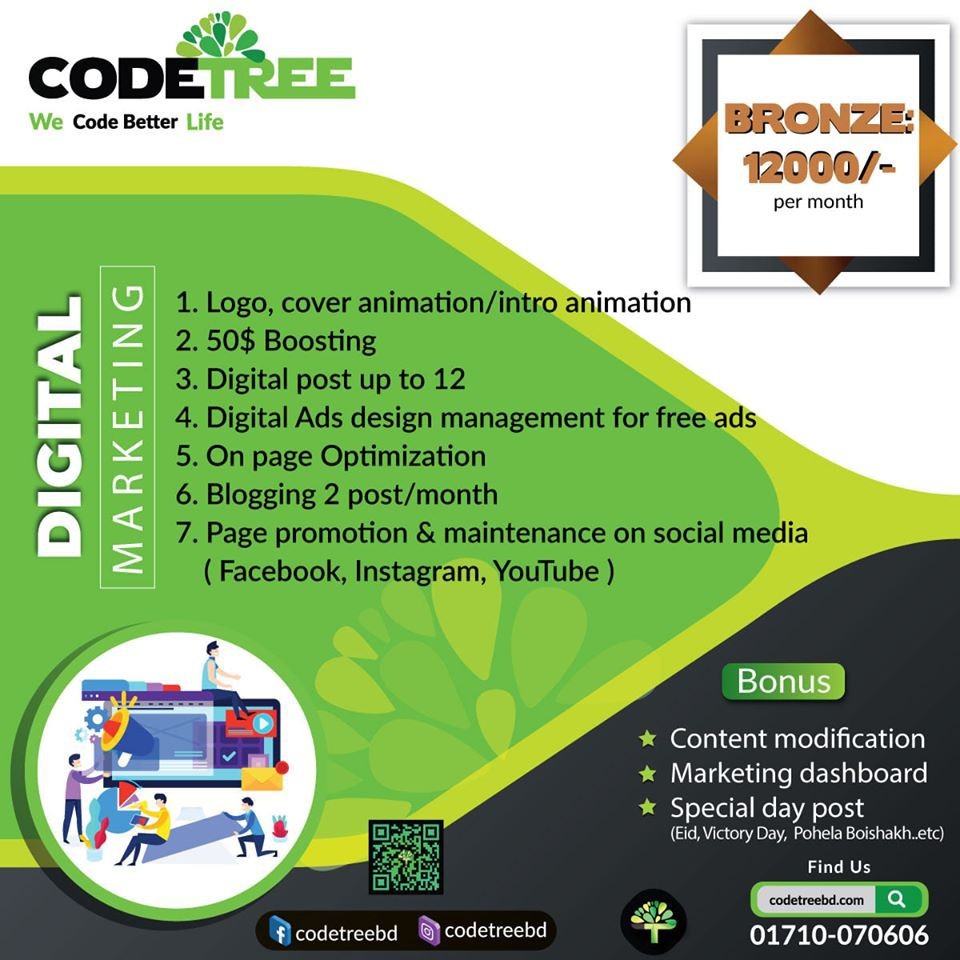 CODETREE
We Code Better Life
BRONZE:
12000/-
per month
DIGITAL
MARKETING
1. Logo, cover animation/intro animation
2. 50$ Boosting
3. Digital post up to 12
4. Digital Ads design management for free ads
5. On page Optimization
6. Blogging 2 post/month
7. Page promotion & maintenance on social media
( Facebook, Instagram, YouTube )
Bonus
Content modification
Marketing dashboard
Special day post
(Eid, Victory Day, Pohela Boishakh..etc)
Find Us
codetreebd.com
01710-070606
codetreebd
codetreebd